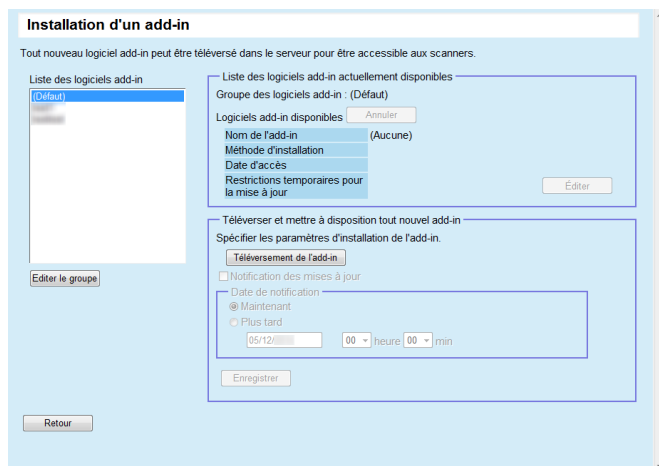 Installation d'un add-in
Tout nouveau logiciel add-in peut être téléversé dans le serveur pour être accessible aux scanners.
Liste des logiciels add-in
(Défaut)
Editer le groupe
Liste des logiciels add-in actuellement disponibles
Groupe des logiciels add-in : (Défaut)
Logiciels add-in disponibles
Annuler
Nom de l'add-in
(Aucune)
Méthode d'installation
Date d'accès
Restrictions temporaires pour
la mise à jour
Éditer
Téléverser et mettre à disposition tout nouvel add-in
Spécifier les paramètres d'installation de l'add-in.
Téléversement de l'add-in
Notification des mises à jour
Date de notification
Maintenant
Plus tard
05/12/
00 heure 00 min
Enregistrer
Retour